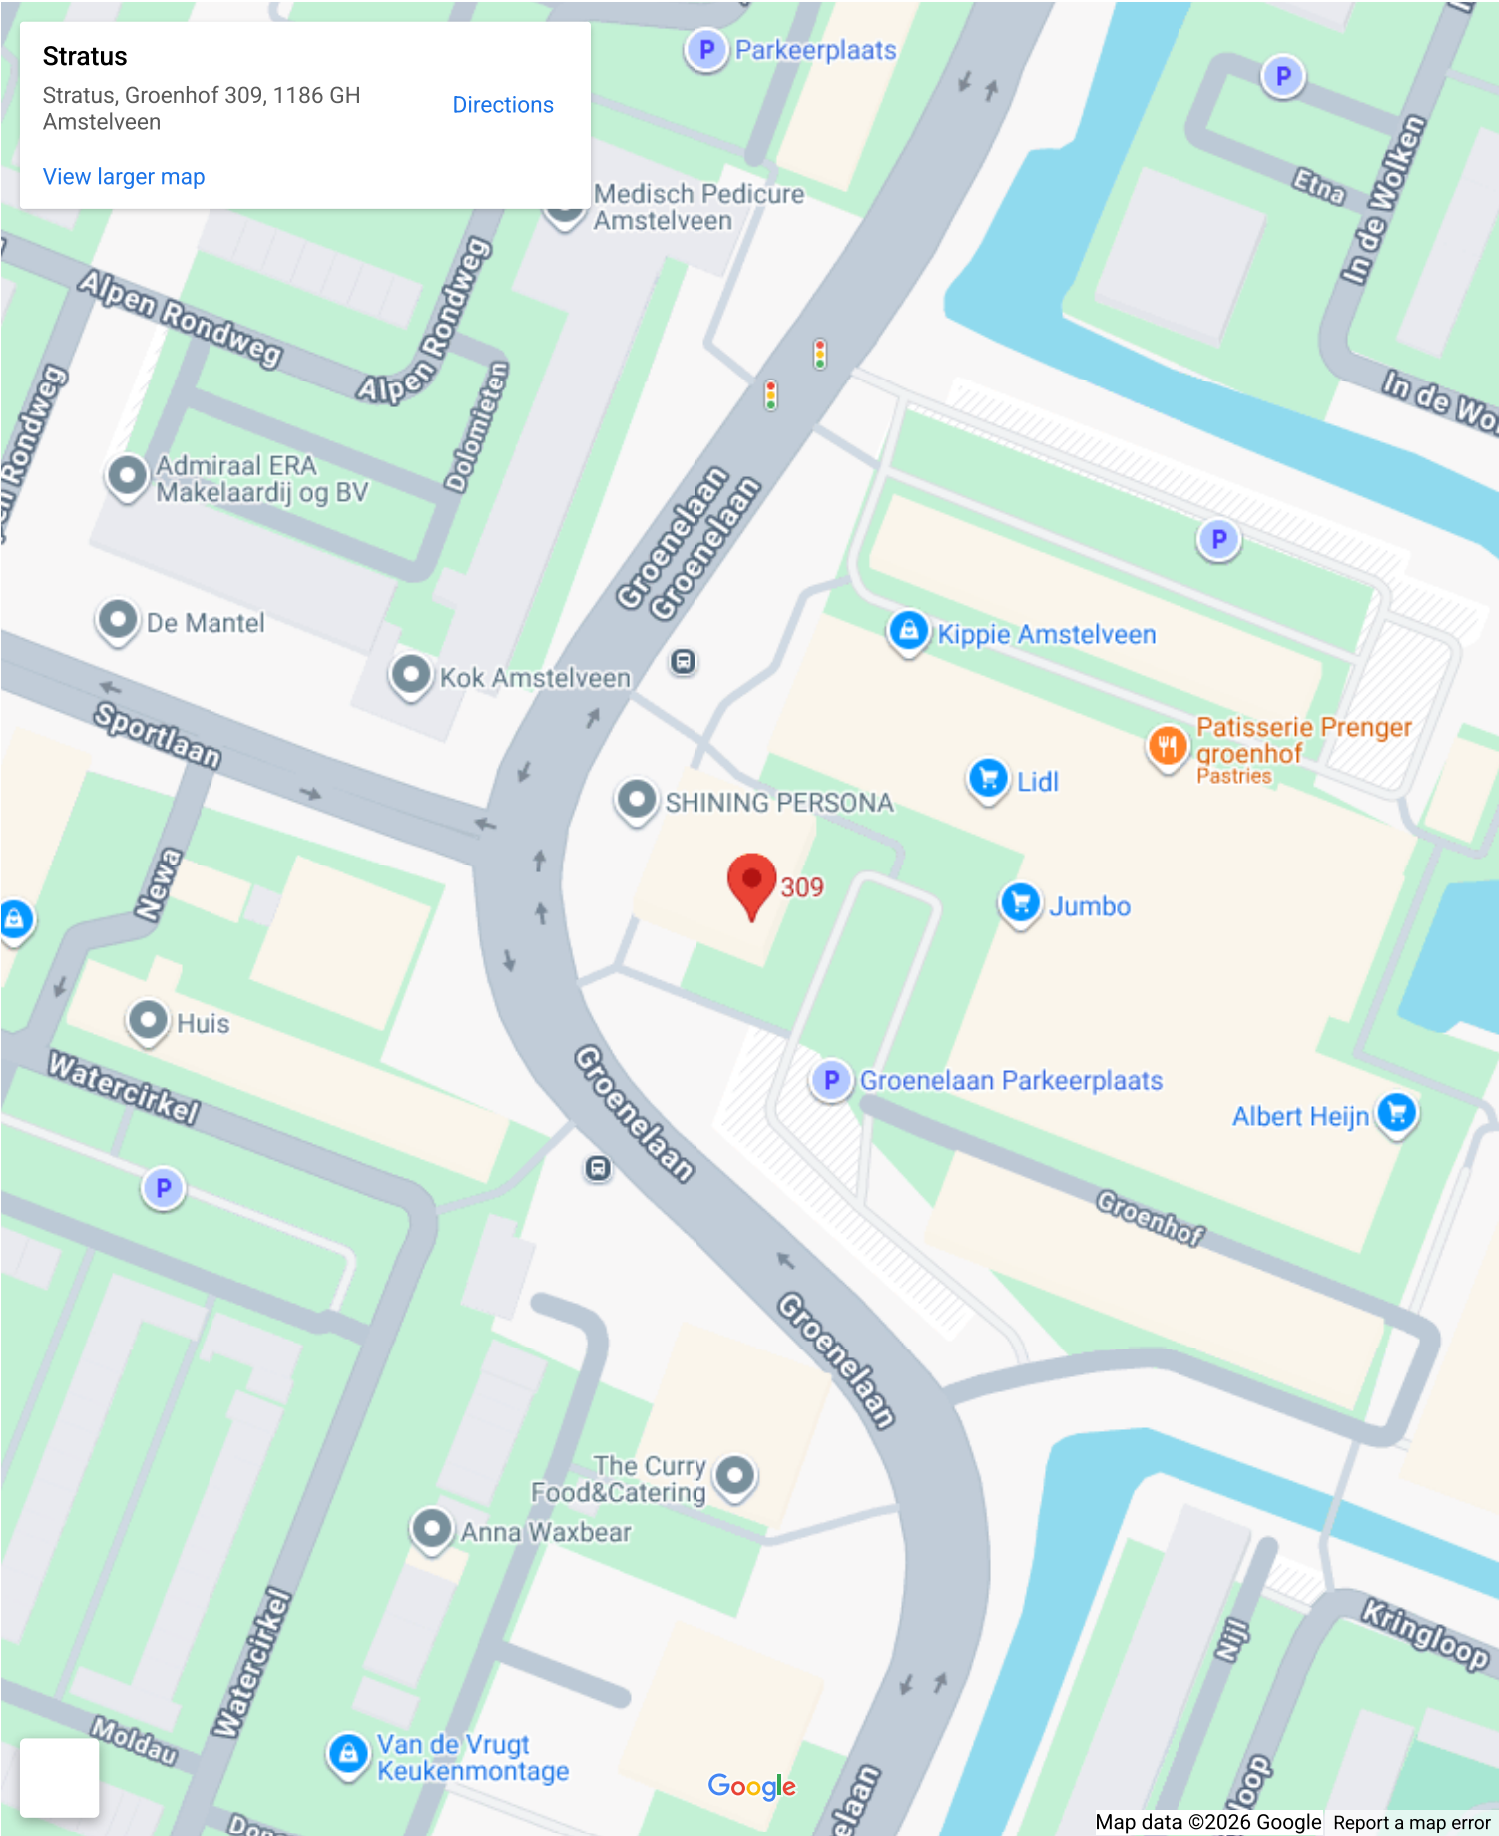 Stratus
Stratus, Groenhof 309, 1186 GH
Amstelveen
Directions
View larger map
P Parkeerplaats
P
Etna
In de Wolken
Medisch Pedicure
Amstelveen
Alpen Rondweg
Alpen Rondweg
Dolomieten
Admiraal ERA
Makelaardij og BV
Groenelaan
Groenelaan
P
De Mantel
Kok Amstelveen
Kippie Amstelveen
Sportlaan
Patisserie Prenger
groenhof
Pastries
Lidl
SHINING PERSONA
309
Jumbo
Newa
Huis
Watercirkel
Groenelaan
P Groenelaan Parkeerplaats
Albert Heijn
P
Groenhof
Groenelaan
The Curry
Food&Catering
Anna Waxbear
Watercirkel
Nijl
Kringloop
Moldau
Van de Vrugt
Keukenmontage
Google
Map data ©2026 Google
Report a map error